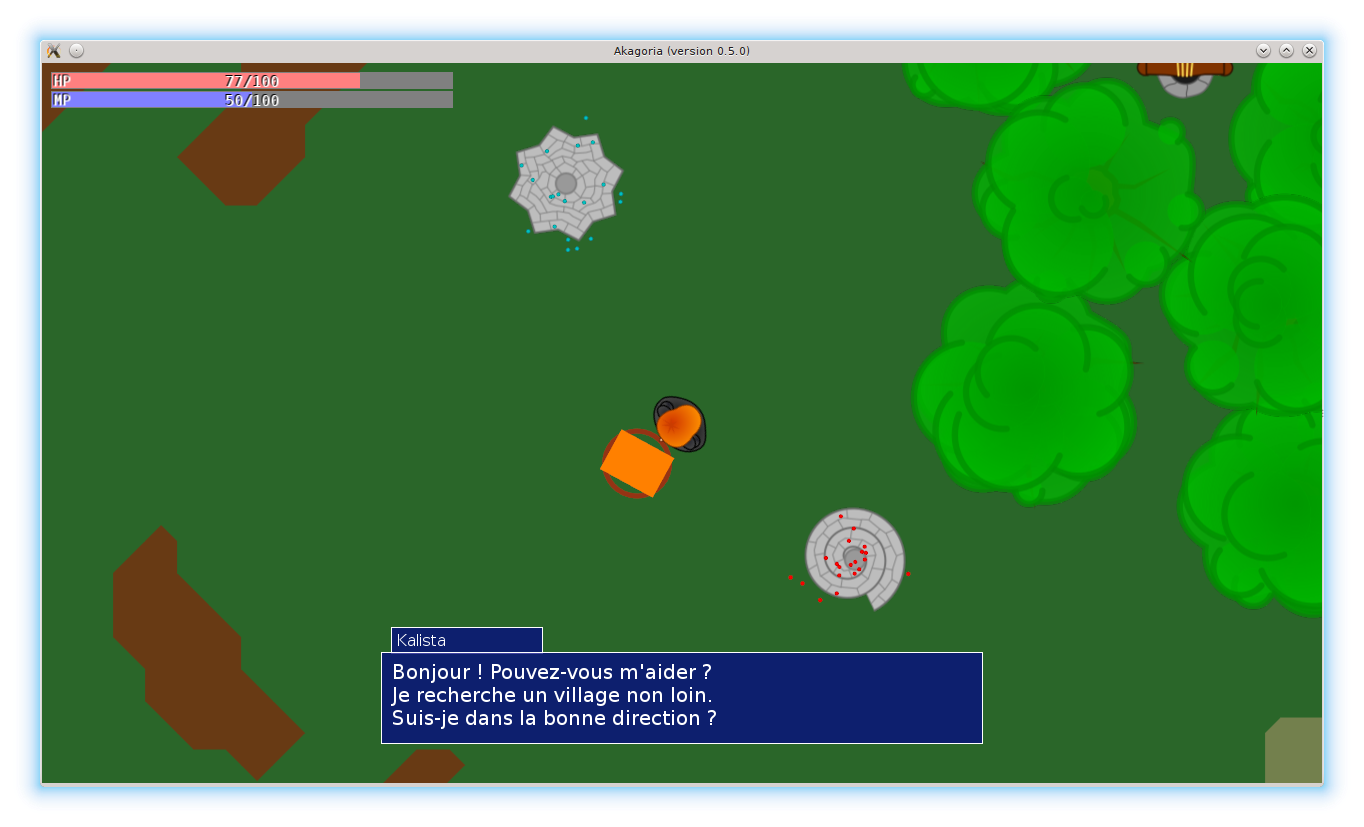 Akagoria (version 0.5.0)
HP 77/100
MP 50/100
Kalista
Bonjour ! Pouvez-vous m'aider ?
Je recherche un village non loin.
Suis-je dans la bonne direction ?